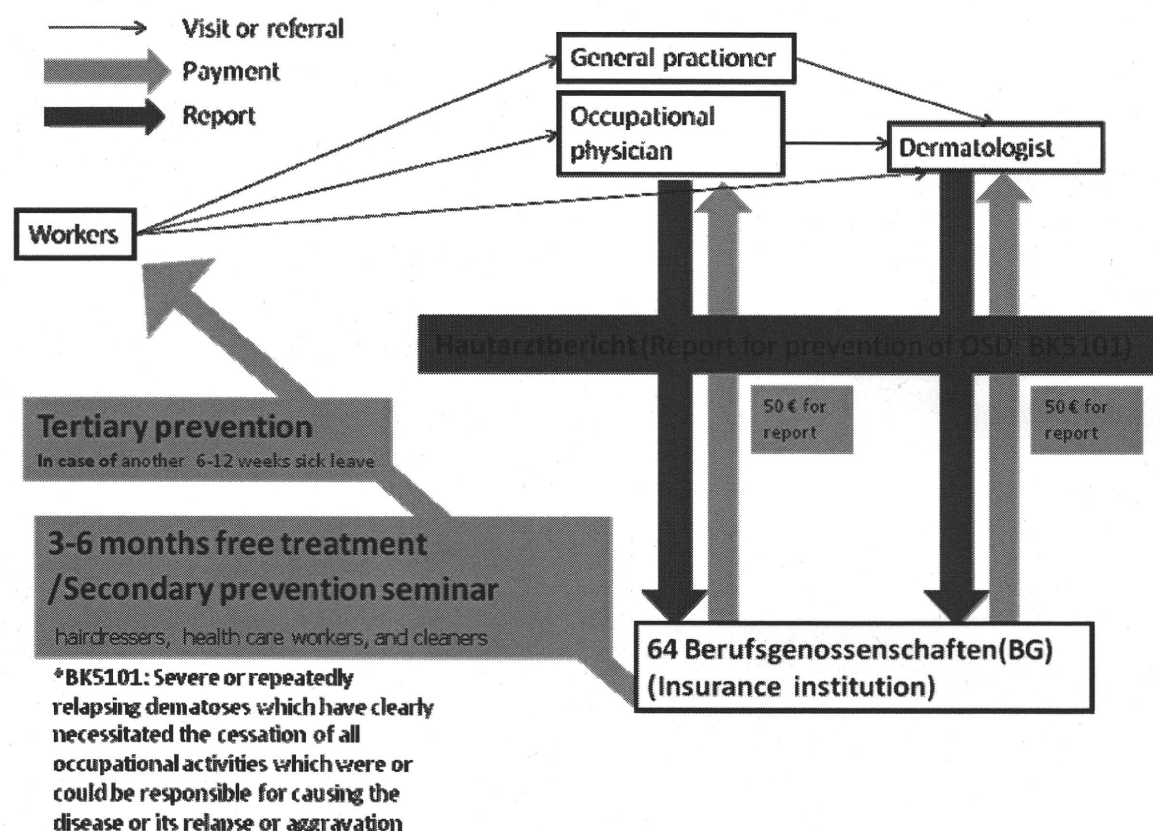 Visit or referral
Payment
Report
General practioner
Occupational
physician
Dermatologist
Workers
Hautarztbericht(Report for prevention of OSD: BK5101)
50 € for
report
50 € for
report
Tertiary prevention
In case of another 6-12 weeks sick leave
3-6 months free treatment
/Secondary prevention seminar
hairdressers, health care workers, and cleaners
64 Berufsgenossenschaften(BG)
(Insurance institution)
*BK5101: Severe or repeatedly
relapsing dematoses which have clearly
necessitated the cessation of all
occupational activities which were or
could be responsible for causing the
disease or its relapse or aggravation